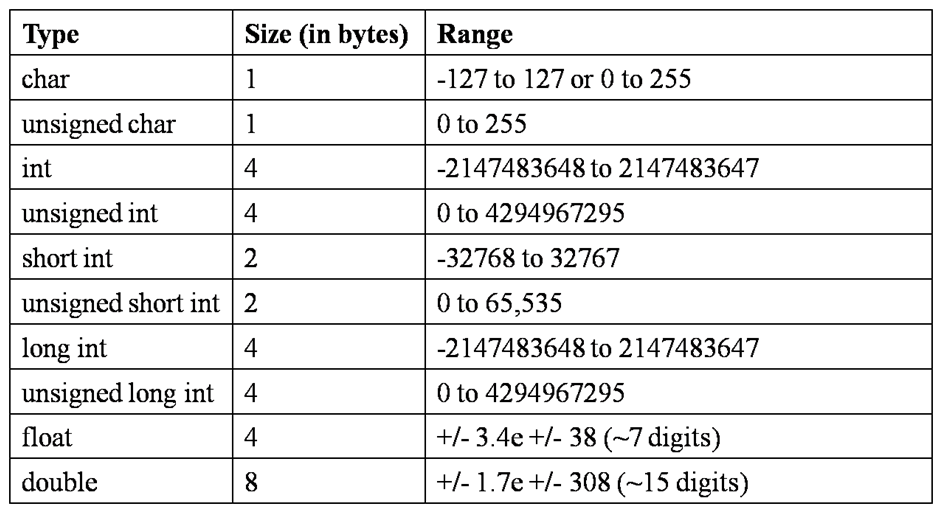 Type Size (in bytes) Range
char 1 -127 to 127 or 0 to 255
unsigned char 1 0 to 255
int 4 -2147483648 to 2147483647
unsigned int 4 0 to 4294967295
short int 2 -32768 to 32767
unsigned short int 2 0 to 65,535
long int 4 -2147483648 to 2147483647
unsigned long int 4 0 to 4294967295
float 4 +/- 3.4e +/- 38 (~7 digits)
double 8 +/- 1.7e +/- 308 (~15 digits)